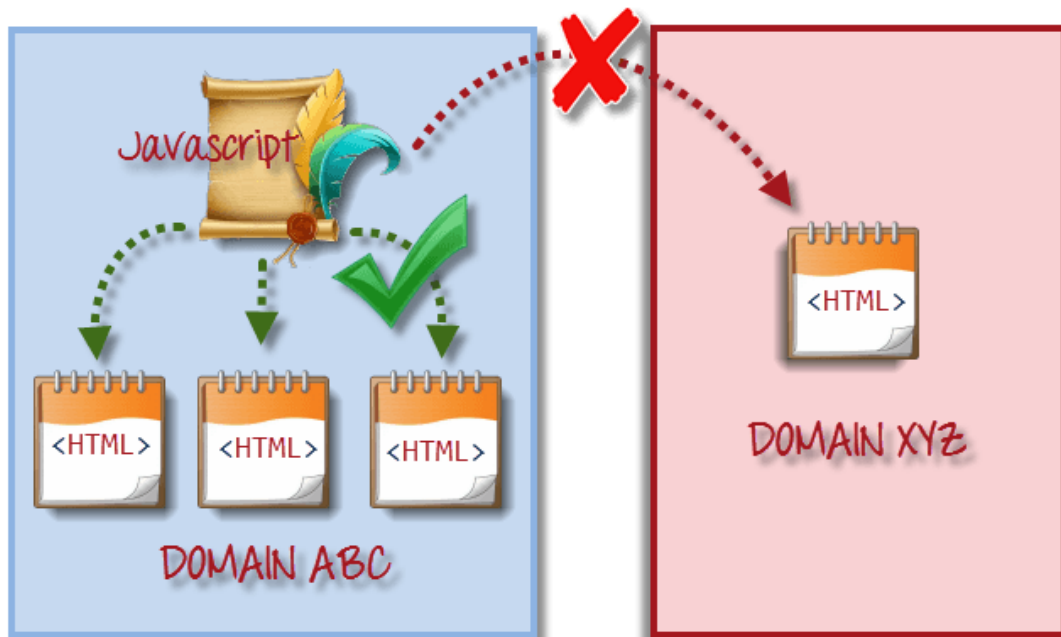 Javascript
<HTML>
<HTML>
<HTML>
DOMAIN ABC
<HTML>
DOMAIN XYZ